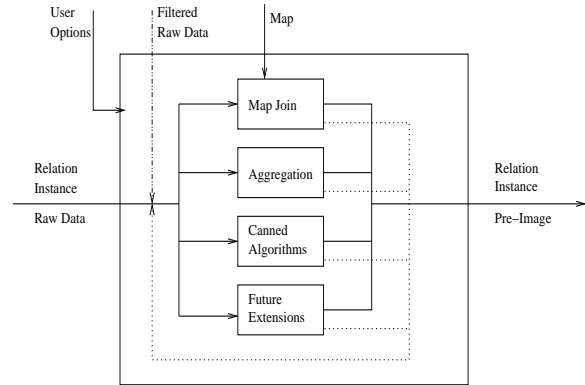 User
Options
Filtered
Raw Data
Map
Map Join
Aggregation
Canned
Algorithms
Future
Extensions
Relation
Instance
Raw Data
Relation
Instance
Pre−Image